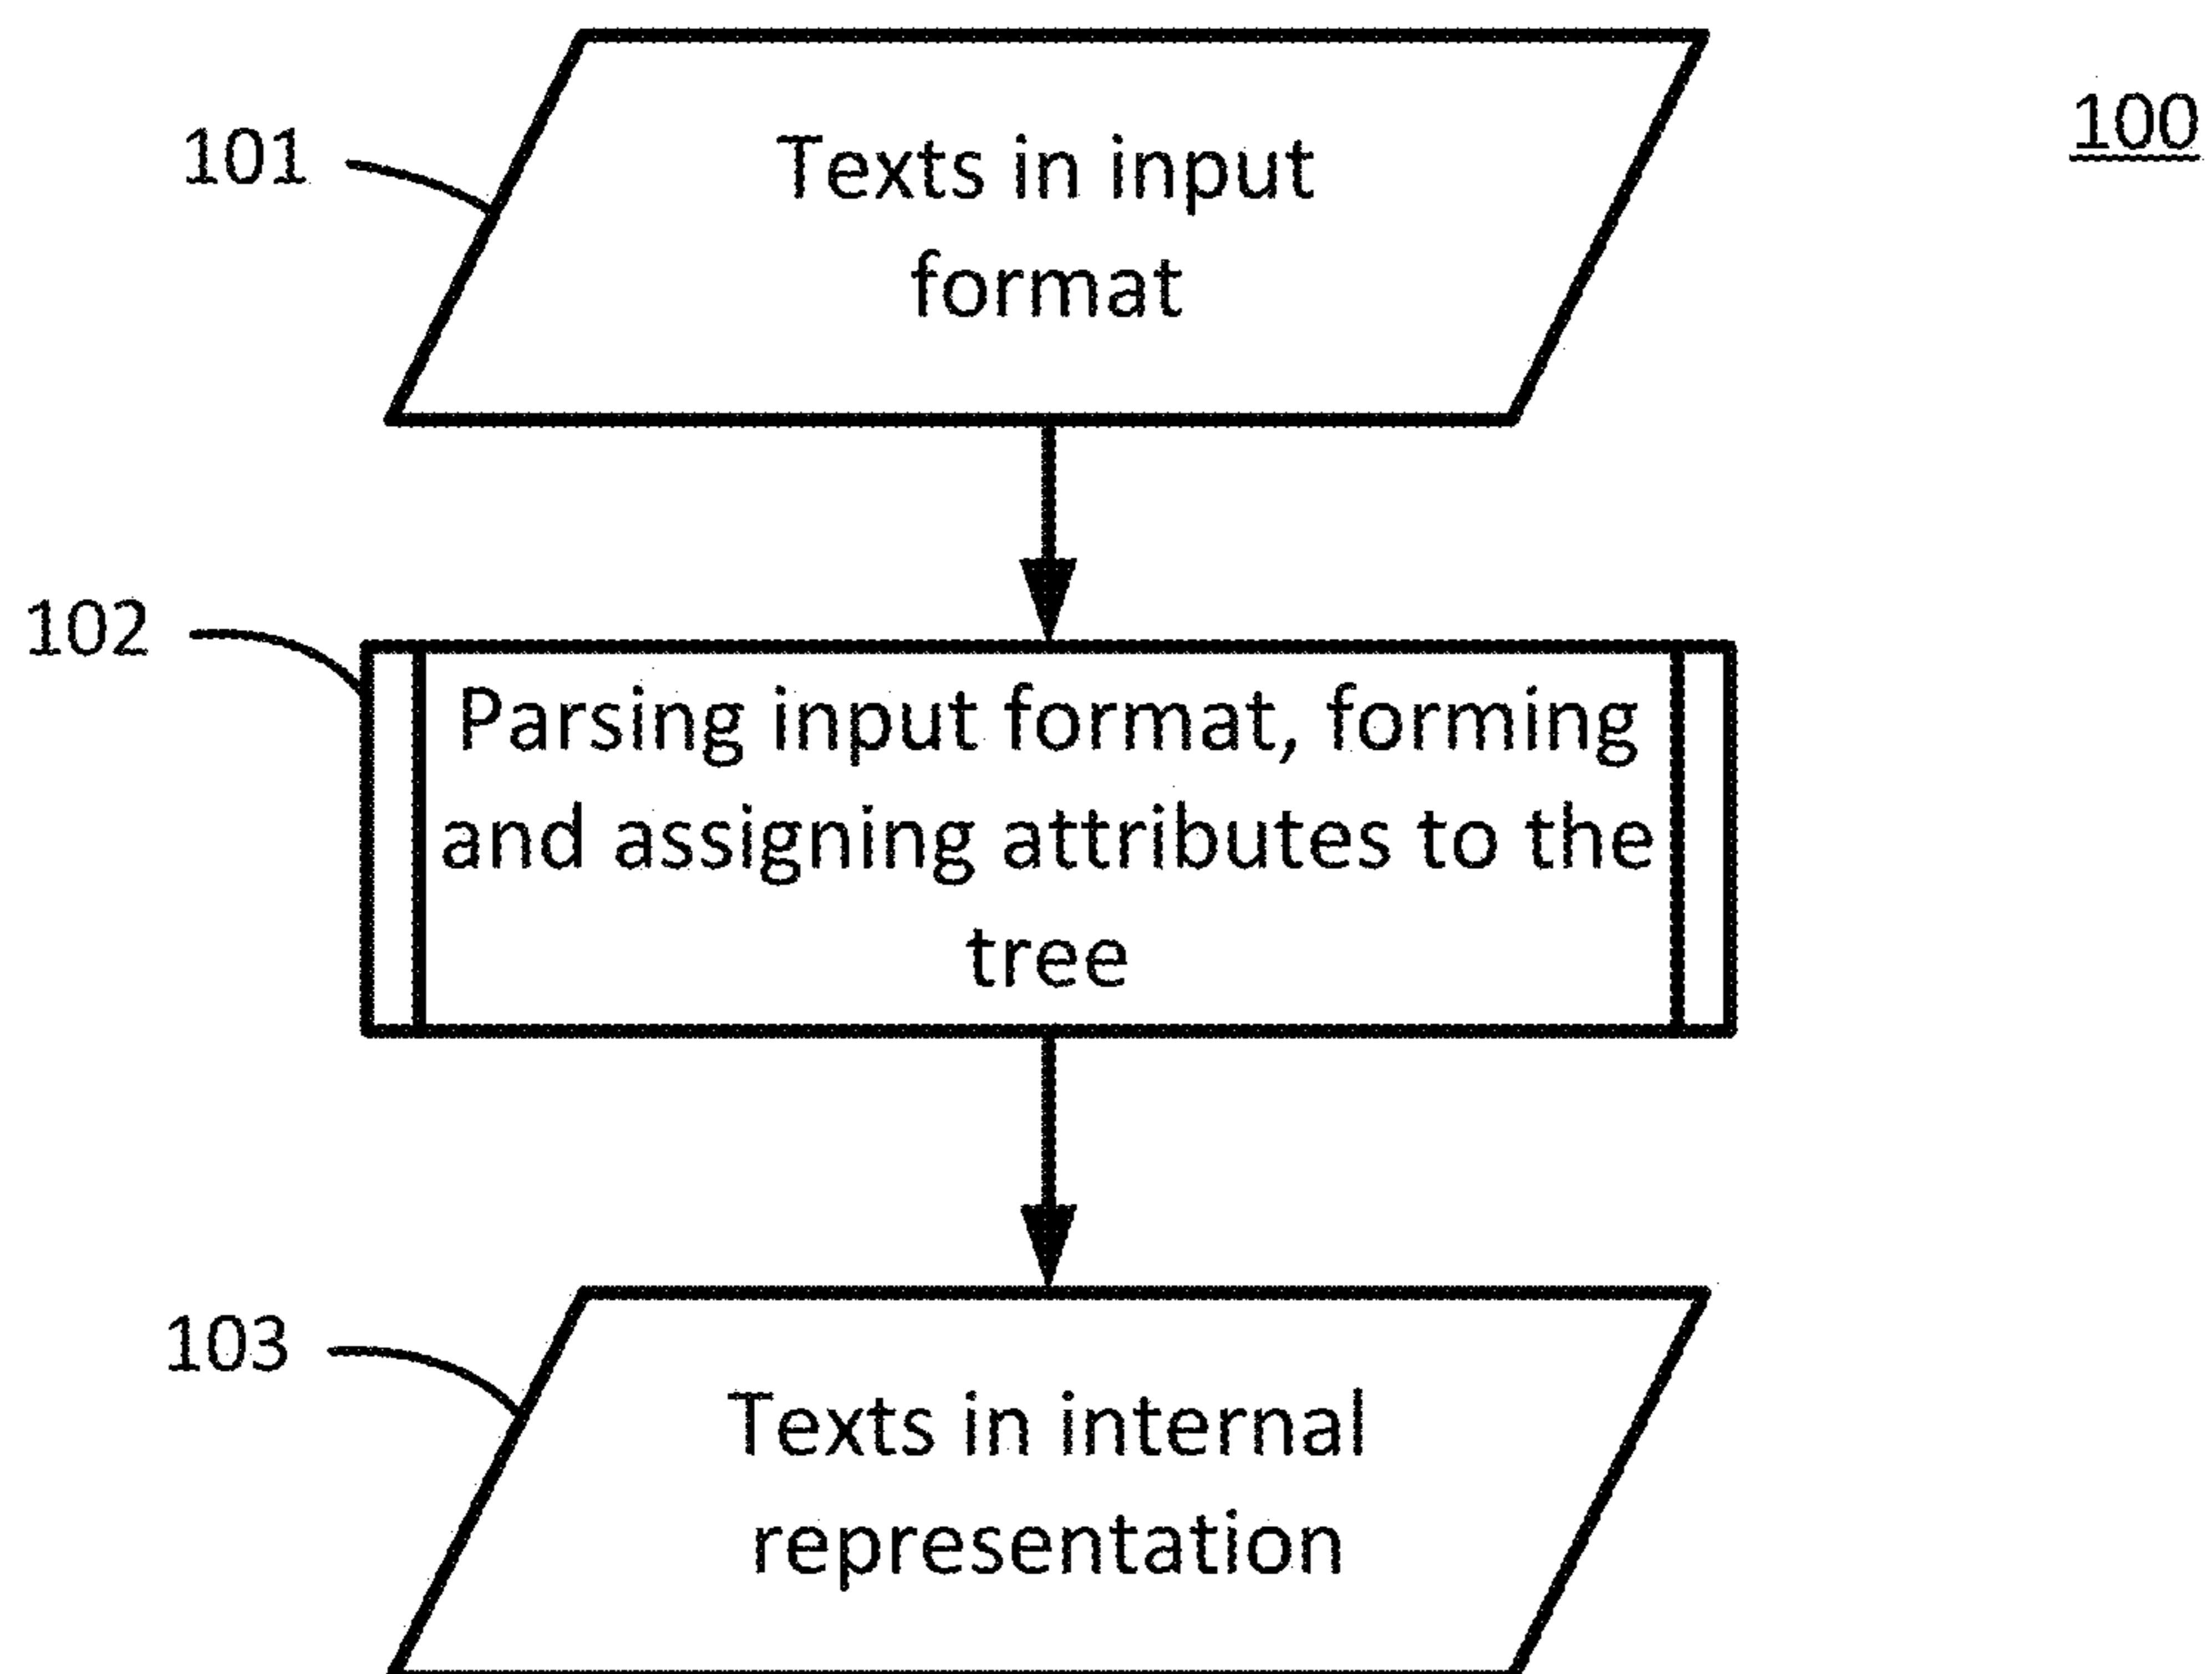 100
101
Texts in input
format
102
Parsing input format, forming
and assigning attributes to the
tree
103
Texts in internal
representation